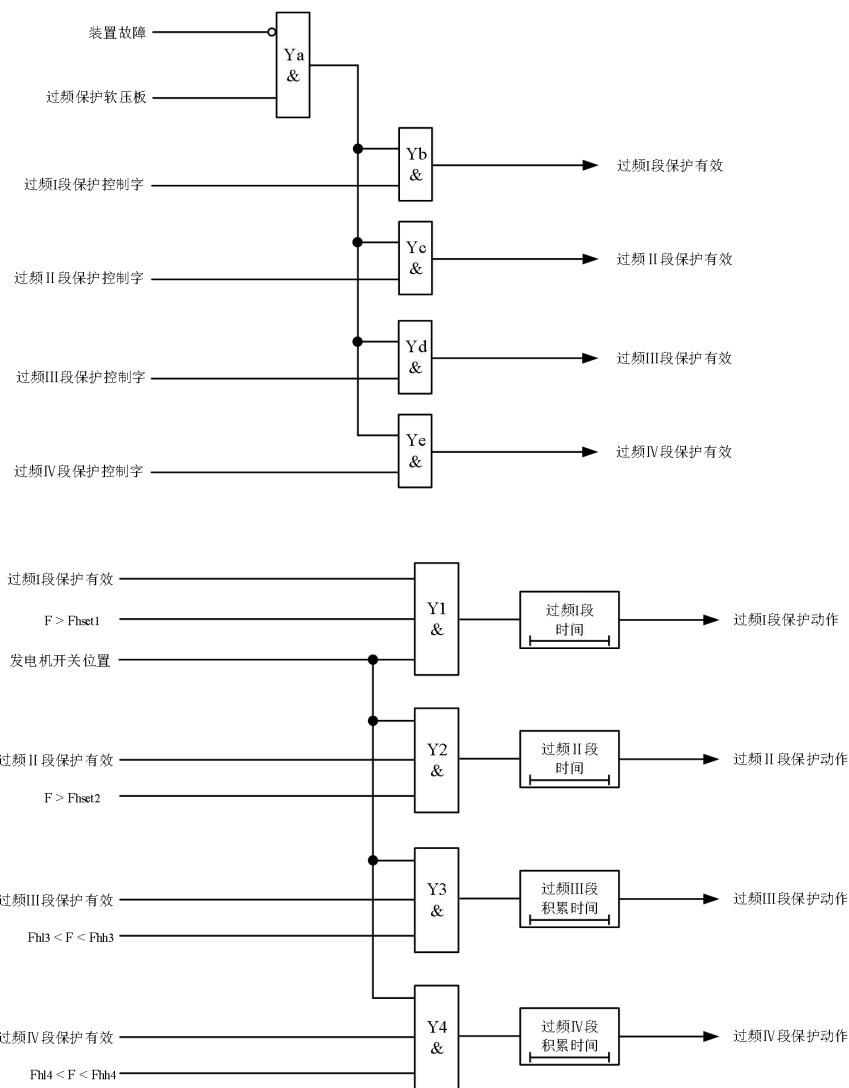 装置故障
Ya
&
过频保护软压板
Yb
&
过频I段保护有效
过频I段保护控制字
Yc
&
过频II段保护有效
过频II段保护控制字
Yd
&
过频III段保护有效
过频III段保护控制字
Ye
&
过频IV段保护有效
过频IV段保护控制字
过频I段保护有效
F > Fhset1
发电机开关位置
Y1
&
过频I段
时间
过频I段保护动作
过频II段保护有效
F > Fhset2
Y2
&
过频II段
时间
过频II段保护动作
过频III段保护有效
Fhl3 < F < Fhh3
Y3
&
过频III段
积累时间
过频III段保护动作
过频IV段保护有效
Fhl4 < F < Fhh4
Y4
&
过频IV段
积累时间
过频IV段保护动作